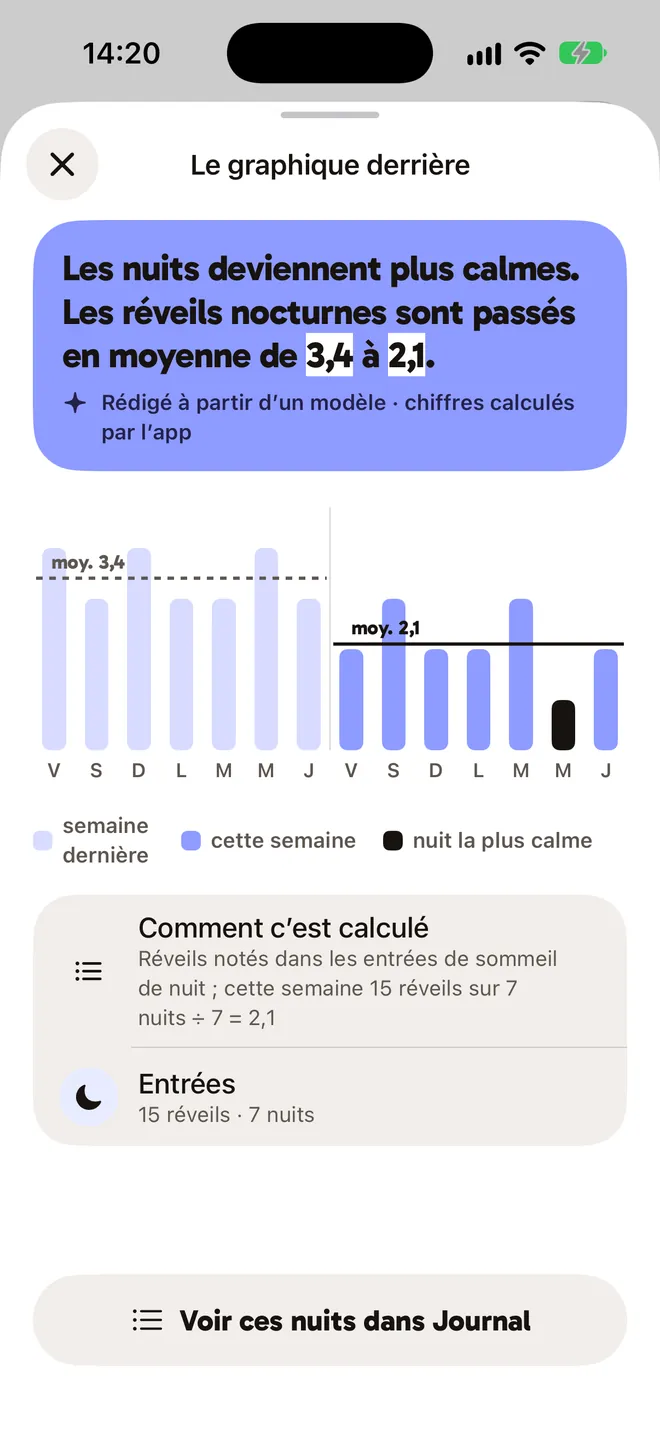 14:20
Le graphique derrière
Les nuits deviennent plus calmes.
Les réveils nocturnes sont passés
en moyenne de 3,4 à 2,1.
Rédigé à partir d’un modèle · chiffres calculés
par l’app
moy. 3,4
moy. 2,1
V S D L M M J V S D L M M J
semaine
dernière
cette semaine
nuit la plus calme
Comment c’est calculé
Réveils notés dans les entrées de sommeil
de nuit ; cette semaine 15 réveils sur 7
nuits ÷ 7 = 2,1
Entrées
15 réveils · 7 nuits
Voir ces nuits dans Journal